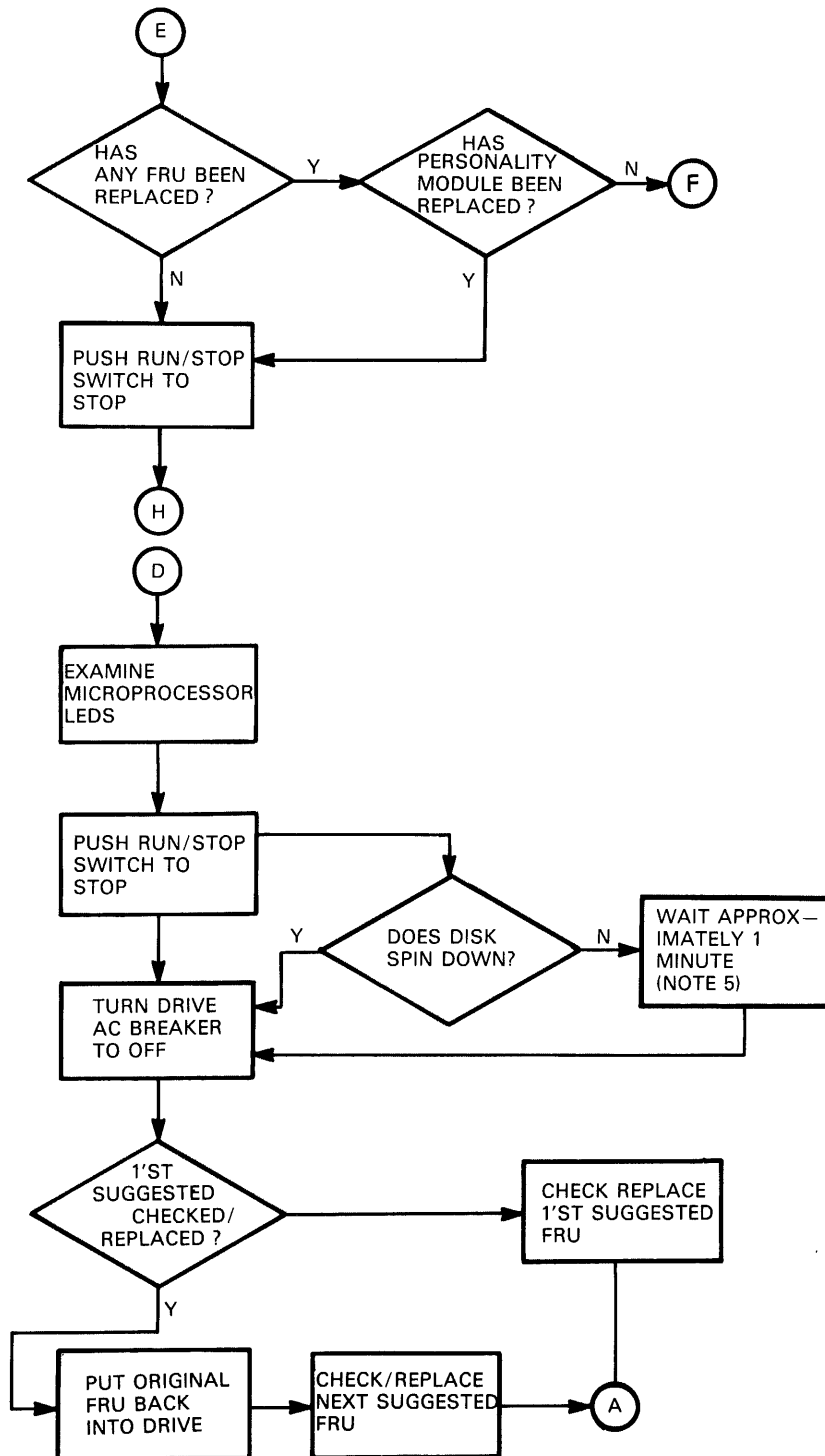 E
HAS
ANY FRU BEEN
REPLACED ?
Y
HAS
PERSONALITY
MODULE BEEN
REPLACED ?
N
F
N
Y
PUSH RUN/STOP
SWITCH TO
STOP
H
D
EXAMINE
MICROPROCESSOR
LEDS
PUSH RUN/STOP
SWITCH TO
STOP
Y
DOES DISK
SPIN DOWN?
N
WAIT APPROX—
IMATELY 1
MINUTE
(NOTE 5)
TURN DRIVE
AC BREAKER
TO OFF
1'ST
SUGGESTED
CHECKED/
REPLACED ?
CHECK REPLACE
1'ST SUGGESTED
FRU
Y
PUT ORIGINAL
FRU BACK
INTO DRIVE
CHECK/REPLACE
NEXT SUGGESTED
FRU
A